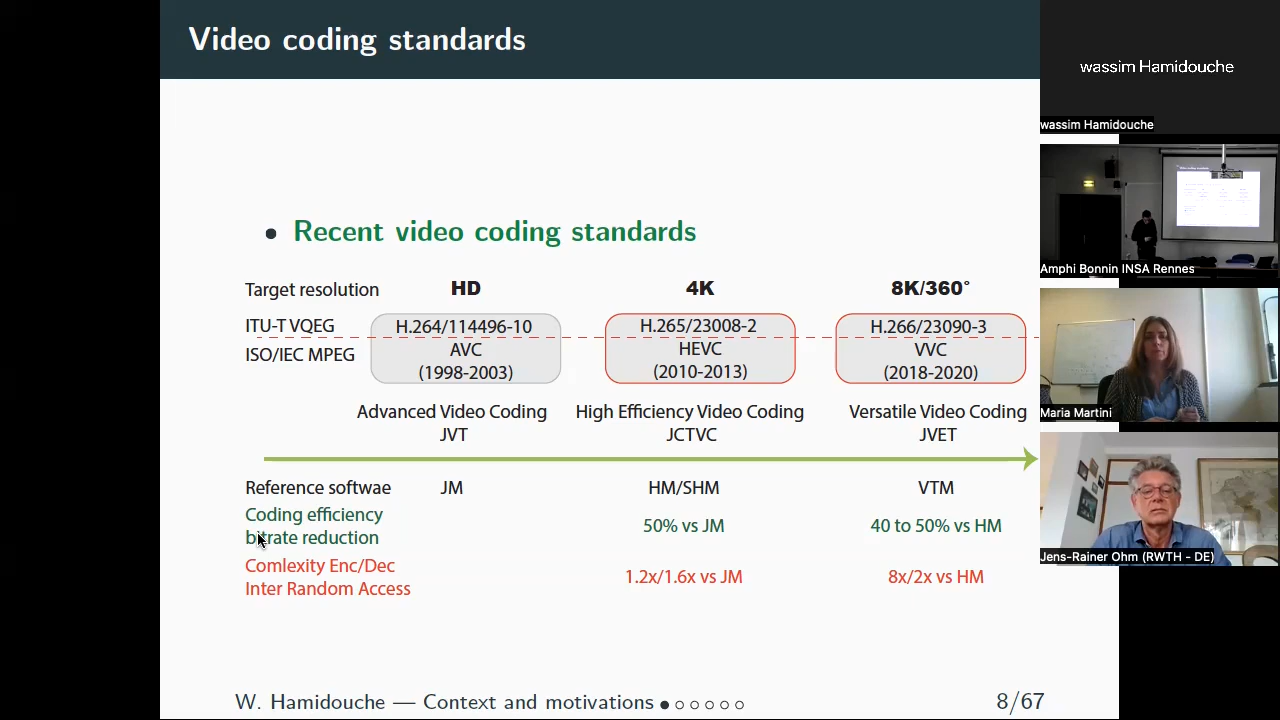 Video coding standards
• Recent video coding standards
Target resolution HD 4K 8K/360°
ITU-T VQEG H.264/114496-10 H.265/23008-2 H.266/23090-3
ISO/IEC MPEG AVC HEVC VVC
(1998-2003) (2010-2013) (2018-2020)
Advanced Video Coding High Efficiency Video Coding Versatile Video Coding
JVT JCTVC JVET
Reference softwae JM HM/SHM VTM
Coding efficiency
bitrate reduction 50% vs JM 40 to 50% vs HM
Comlexity Enc/Dec
Inter Random Access 1.2x/1.6x vs JM 8x/2x vs HM
W. Hamidouche — Context and motivations 8/67
wassim Hamidouche
wassim Hamidouche
Amphi Bonnin INSA Rennes
Maria Martini
Jens-Rainer Ohm (RWTH - DE)